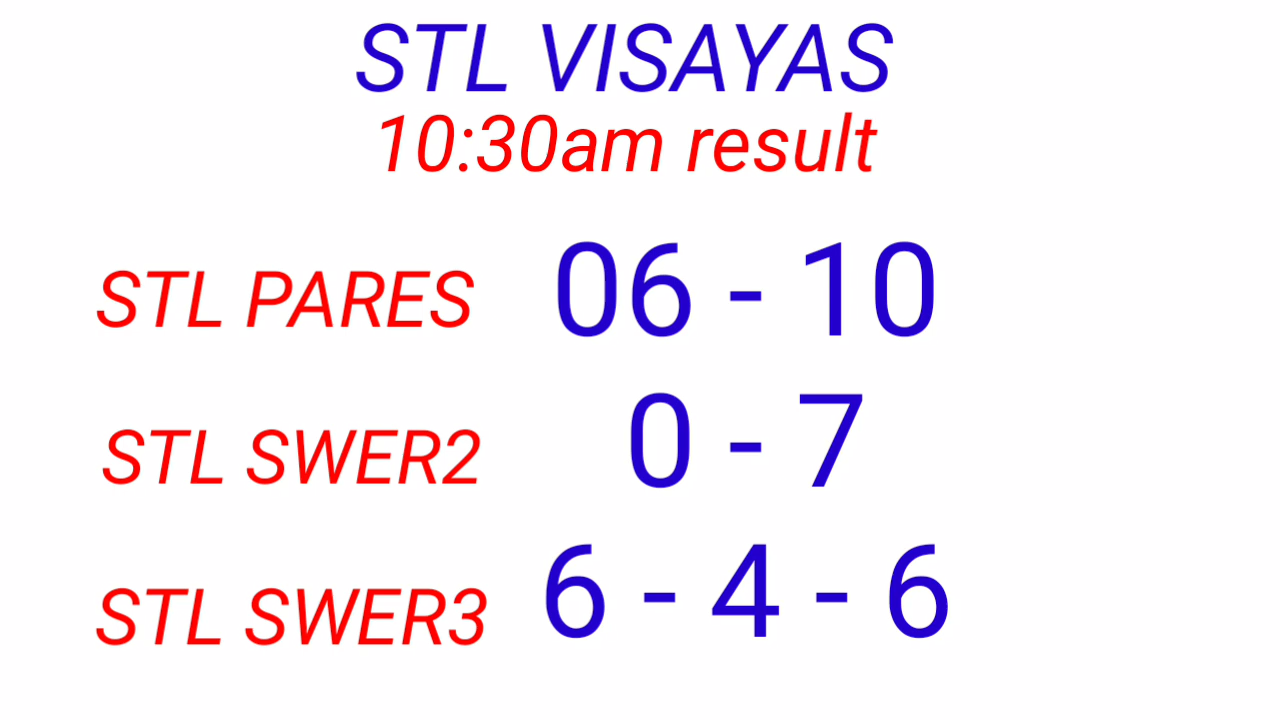 STL VISAYAS
10:30am result
STL PARES 06 - 10
STL SWER2 0 - 7
STL SWER3 6 - 4 - 6